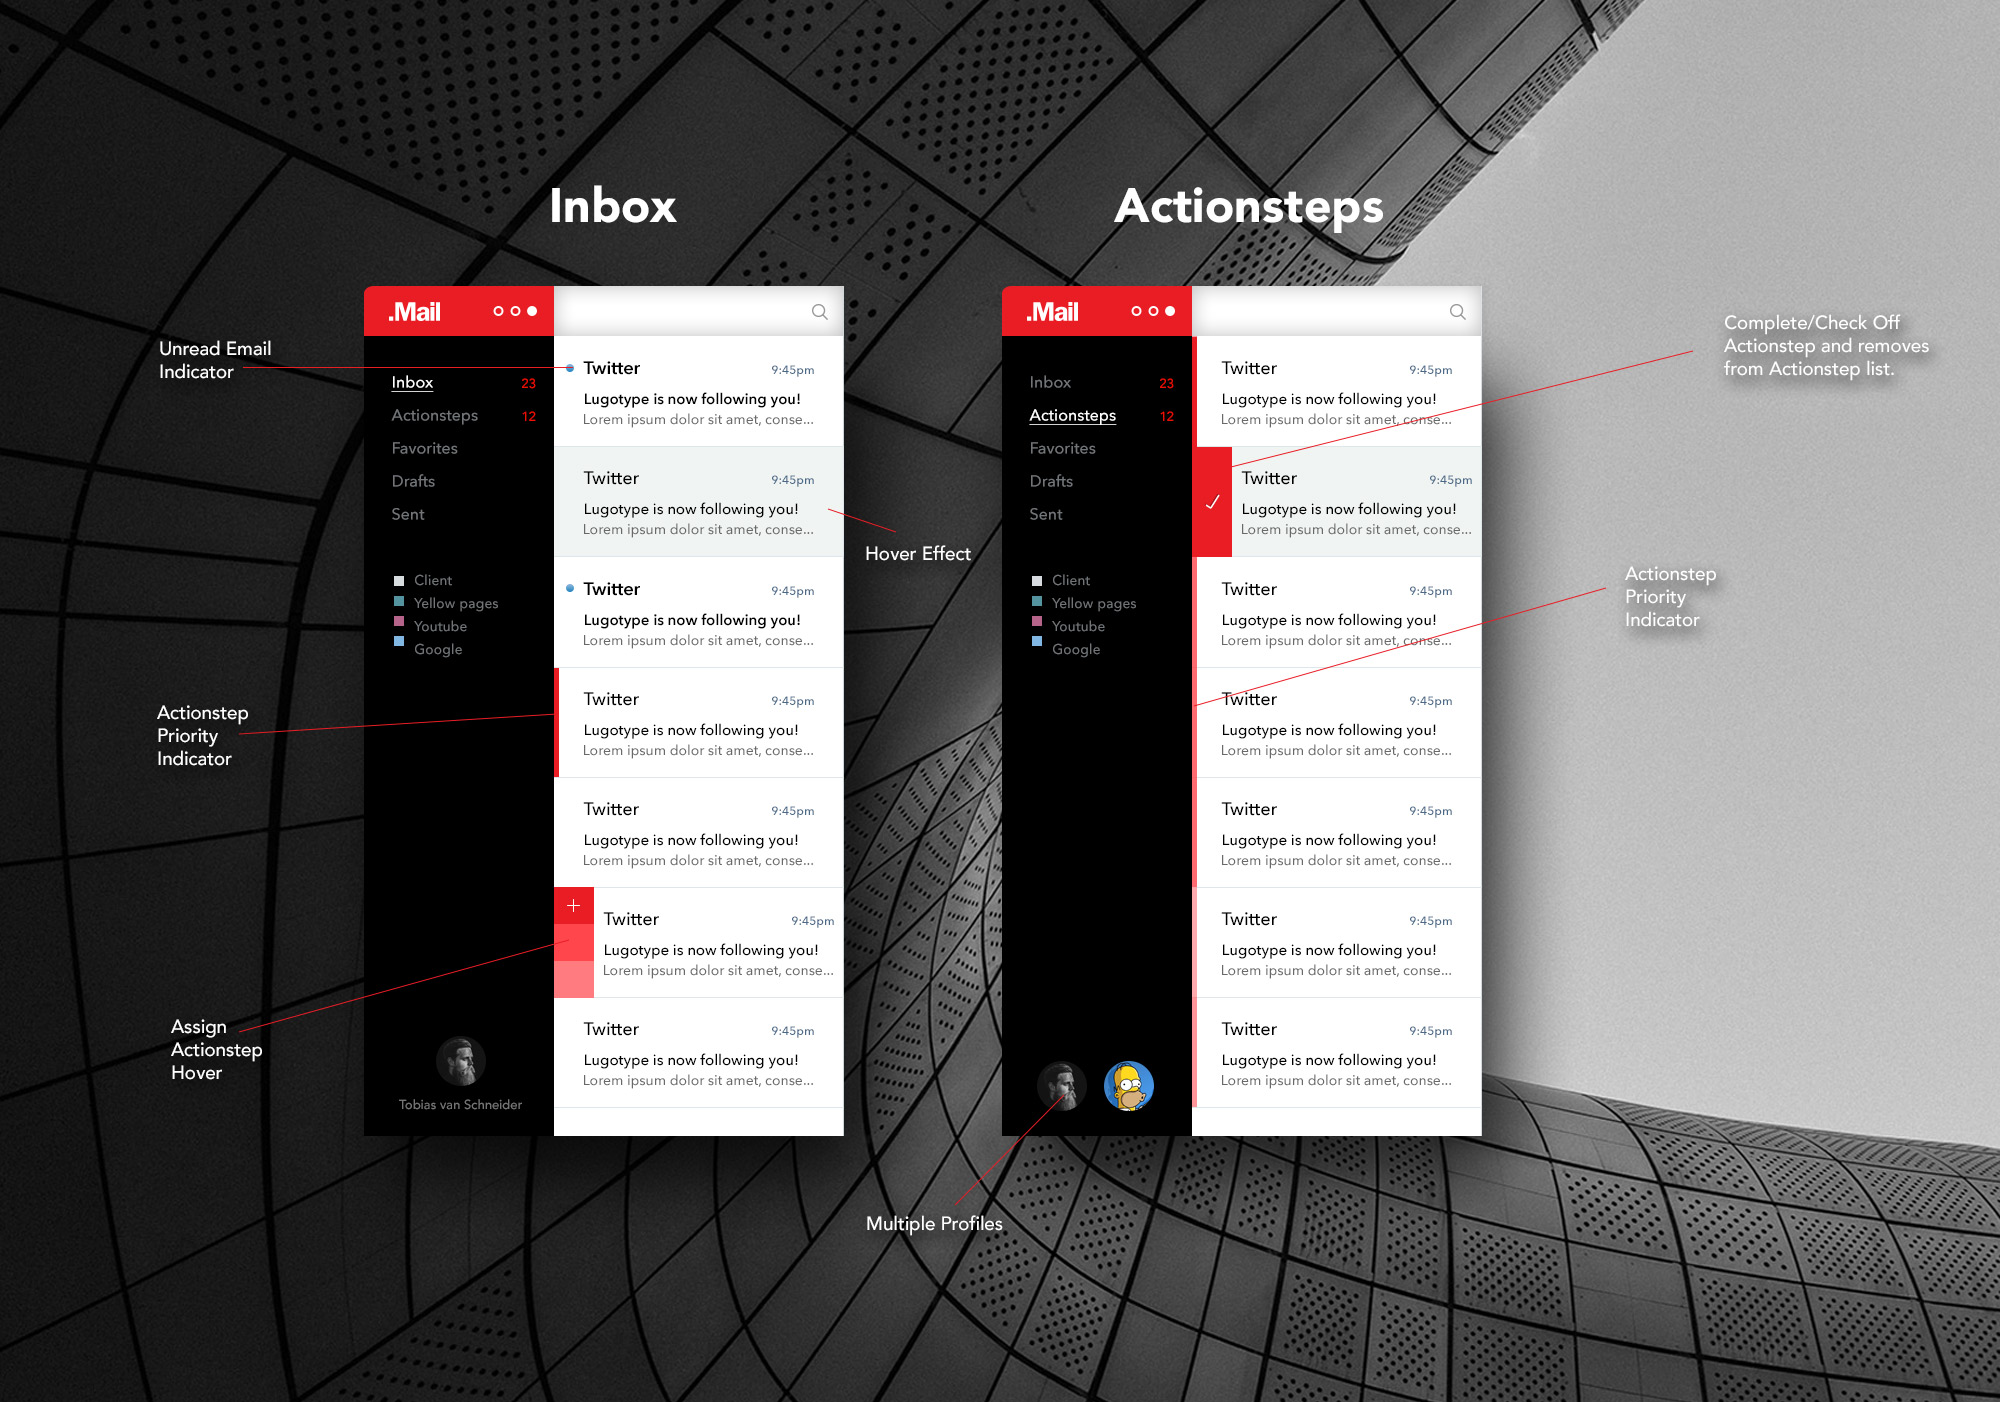 Inbox
Actionsteps
Unread Email
Indicator
.Mail
Inbox 23
Actionsteps 12
Favorites
Drafts
Sent
Client
Yellow pages
Youtube
Google
Tobias van Schneider
Twitter 9:45pm
Lugotype is now following you!
Lorem ipsum dolor sit amet, conse...
Twitter 9:45pm
Lugotype is now following you!
Lorem ipsum dolor sit amet, conse...
Twitter 9:45pm
Lugotype is now following you!
Lorem ipsum dolor sit amet, conse...
Twitter 9:45pm
Lugotype is now following you!
Lorem ipsum dolor sit amet, conse...
Twitter 9:45pm
Lugotype is now following you!
Lorem ipsum dolor sit amet, conse...
Twitter 9:45pm
Lugotype is now following you!
Lorem ipsum dolor sit amet, conse...
Twitter 9:45pm
Lugotype is now following you!
Lorem ipsum dolor sit amet, conse...
Actionstep
Priority
Indicator
Assign
Actionstep
Hover
Hover Effect
.Mail
Inbox 23
Actionsteps 12
Favorites
Drafts
Sent
Client
Yellow pages
Youtube
Google
Twitter 9:45pm
Lugotype is now following you!
Lorem ipsum dolor sit amet, conse...
Twitter 9:45pm
Lugotype is now following you!
Lorem ipsum dolor sit amet, conse...
Twitter 9:45pm
Lugotype is now following you!
Lorem ipsum dolor sit amet, conse...
Twitter 9:45pm
Lugotype is now following you!
Lorem ipsum dolor sit amet, conse...
Twitter 9:45pm
Lugotype is now following you!
Lorem ipsum dolor sit amet, conse...
Twitter 9:45pm
Lugotype is now following you!
Lorem ipsum dolor sit amet, conse...
Twitter 9:45pm
Lugotype is now following you!
Lorem ipsum dolor sit amet, conse...
Complete/Check Off
Actionstep and removes
from Actionstep list.
Actionstep
Priority
Indicator
Multiple Profiles